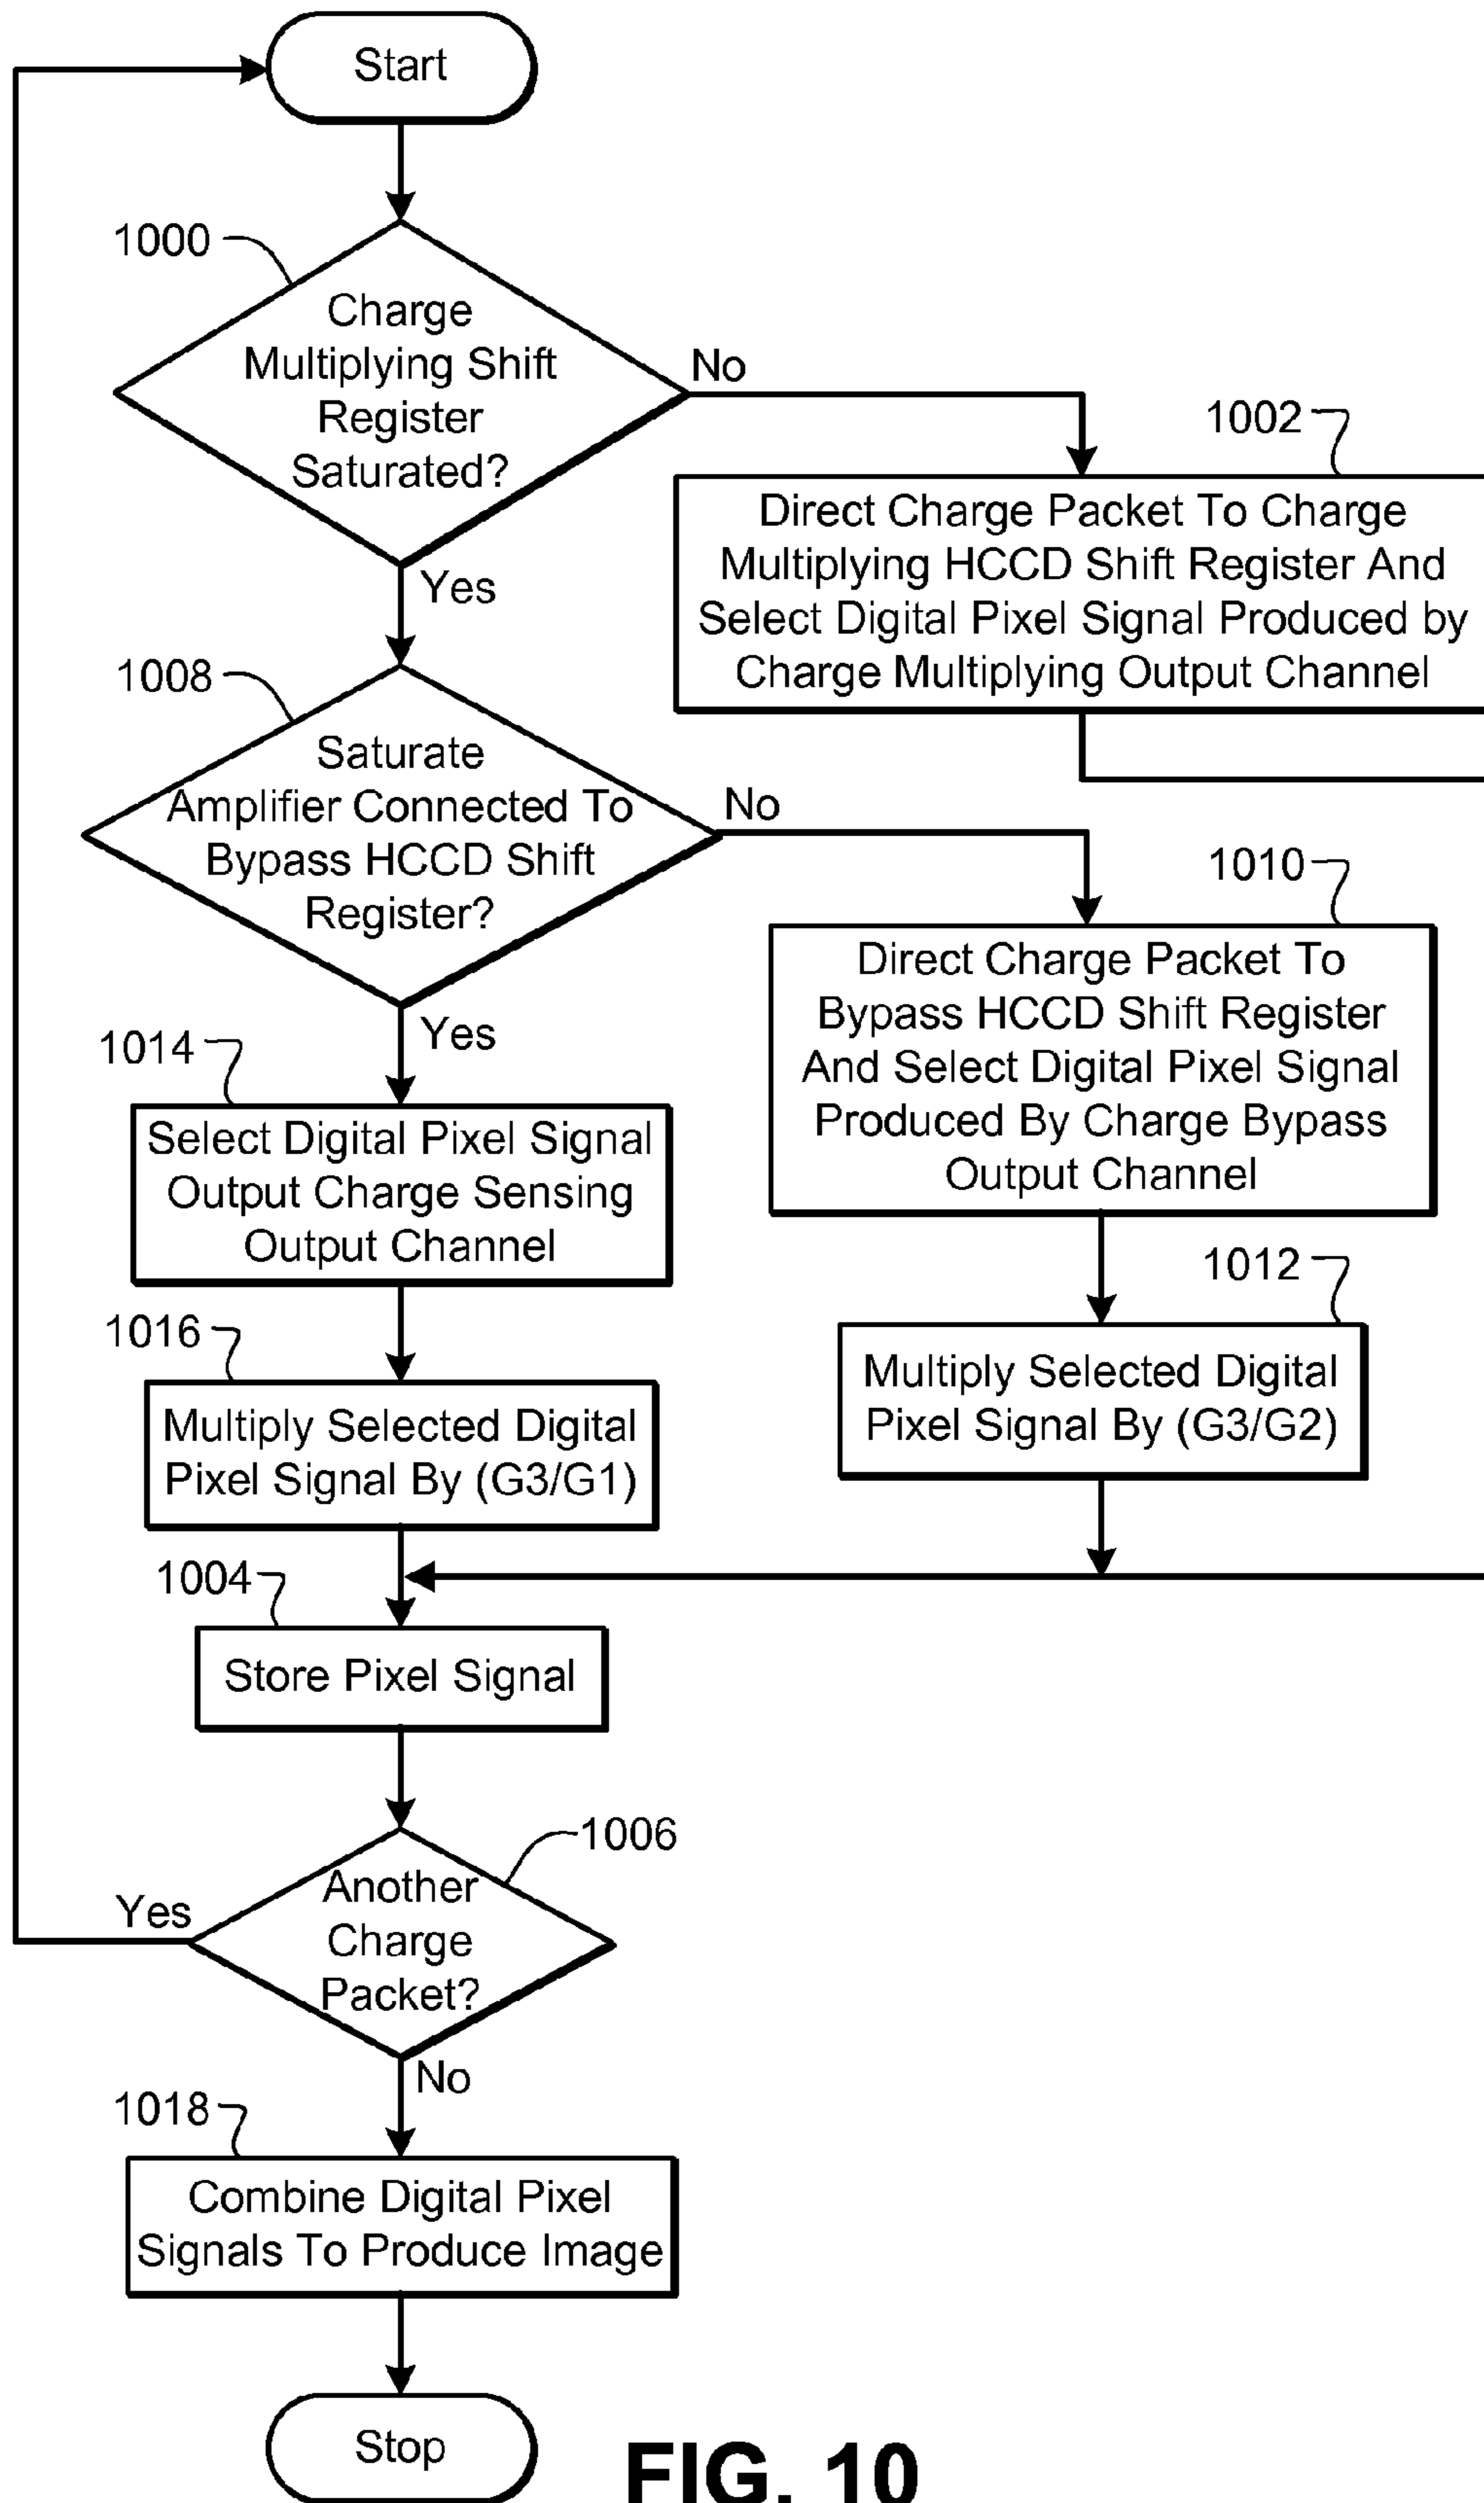 Start
1000
Charge
Multiplying Shift
Register
Saturated?
No
Yes
1002
Direct Charge Packet To Charge
Multiplying HCCD Shift Register And
Select Digital Pixel Signal Produced by
Charge Multiplying Output Channel
1008
Saturate
Amplifier Connected To
Bypass HCCD Shift
Register?
No
Yes
1010
Direct Charge Packet To
Bypass HCCD Shift Register
And Select Digital Pixel Signal
Produced By Charge Bypass
Output Channel
1014
Select Digital Pixel Signal
Output Charge Sensing
Output Channel
1012
Multiply Selected Digital
Pixel Signal By (G3/G2)
1016
Multiply Selected Digital
Pixel Signal By (G3/G1)
1004
Store Pixel Signal
1006
Another
Charge
Packet?
Yes
No
1018
Combine Digital Pixel
Signals To Produce Image
Stop
FIG. 10